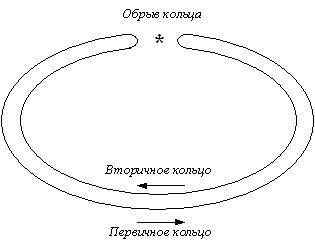 Обрыв кольца
*
Вторичное кольцо
Первичное кольцо